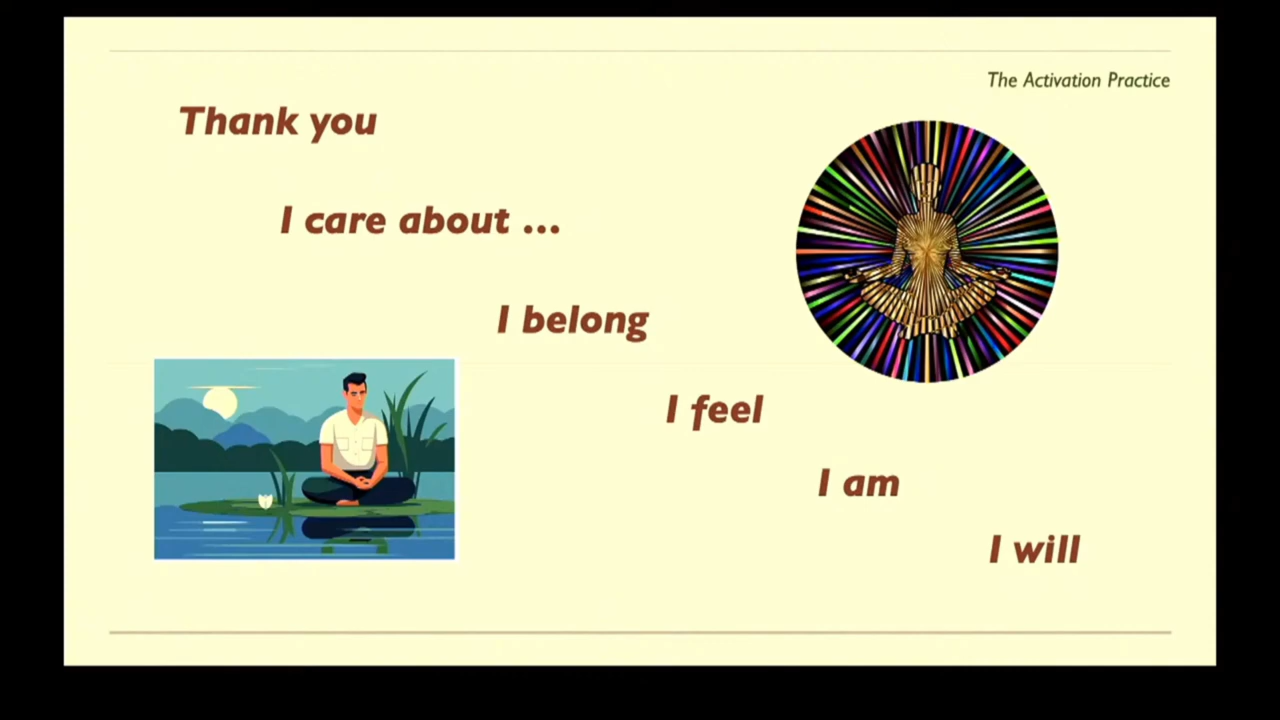 The Activation Practice
Thank you
I care about ...
I belong
I feel
I am
I will